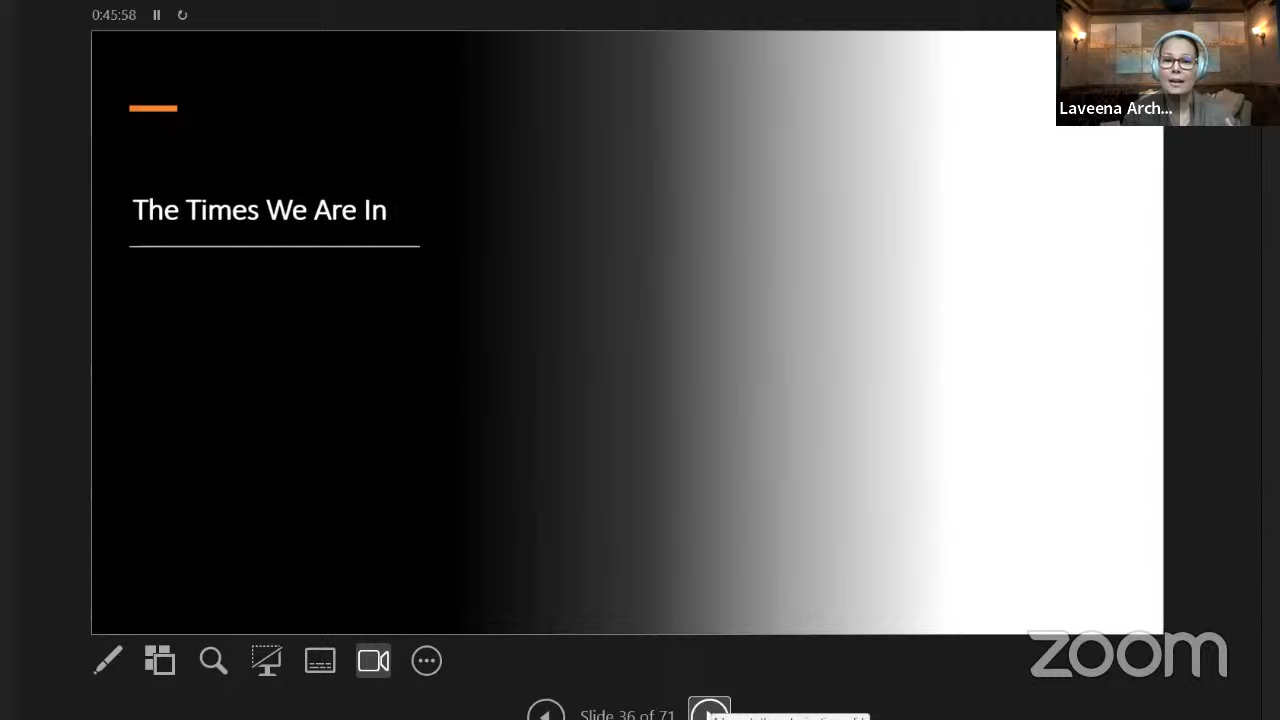 0:45:58
Laveena Arch...
The Times We Are In
zoom
Slide 36 of 71